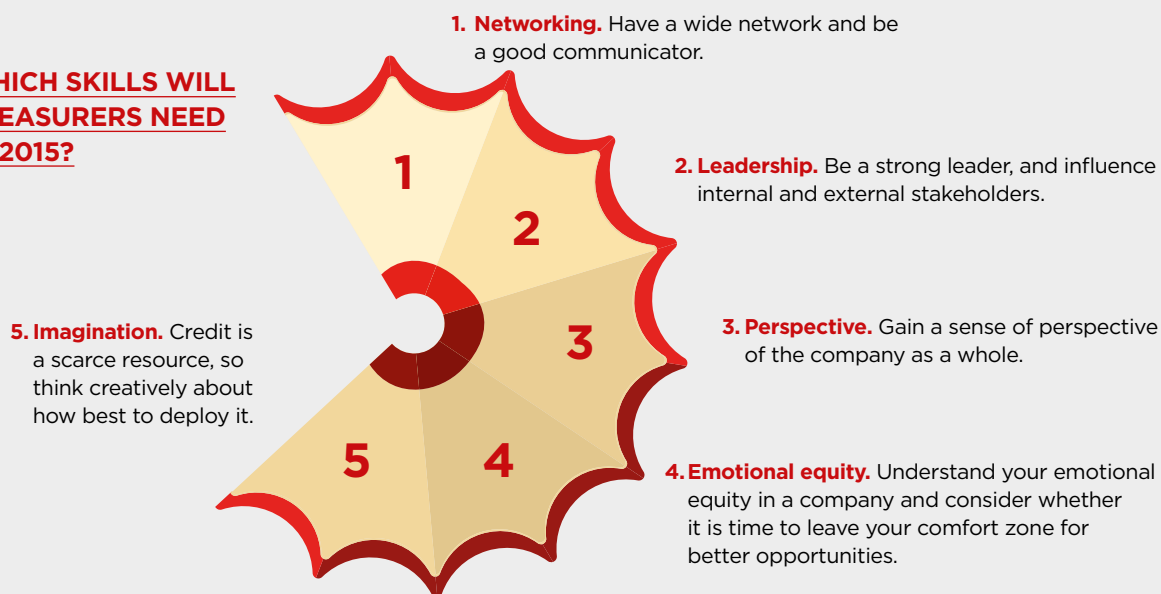 HICH SKILLS WILL
EASURERS NEED
2015?
1. Networking. Have a wide network and be
a good communicator.
2. Leadership. Be a strong leader, and influence
internal and external stakeholders.
3. Perspective. Gain a sense of perspective
of the company as a whole.
4. Emotional equity. Understand your emotional
equity in a company and consider whether
it is time to leave your comfort zone for
better opportunities.
5. Imagination. Credit is
a scarce resource, so
think creatively about
how best to deploy it.
1
2
3
4
5